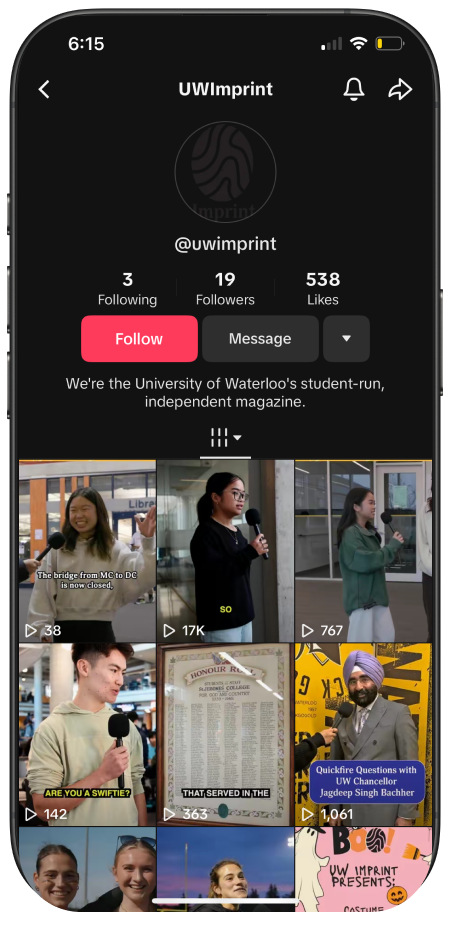 6:15
UWImprint
Imprint
@uwimprint
3
Following
19
Followers
538
Likes
Follow
Message
We're the University of Waterloo's student-run,
independent magazine.
Libra
The bridge from MC to DC
is now closed,
38
SO
17K
767
ARE YOU A SWIFTIE?
142
HONOUR ROLL
THAT SERVED IN THE
363
Quickfire Questions with
UW Chancellor
Jagdeep Singh Bachher
1,061
BOO!
UW IMPRINT
PRESENTS:
COSTUME